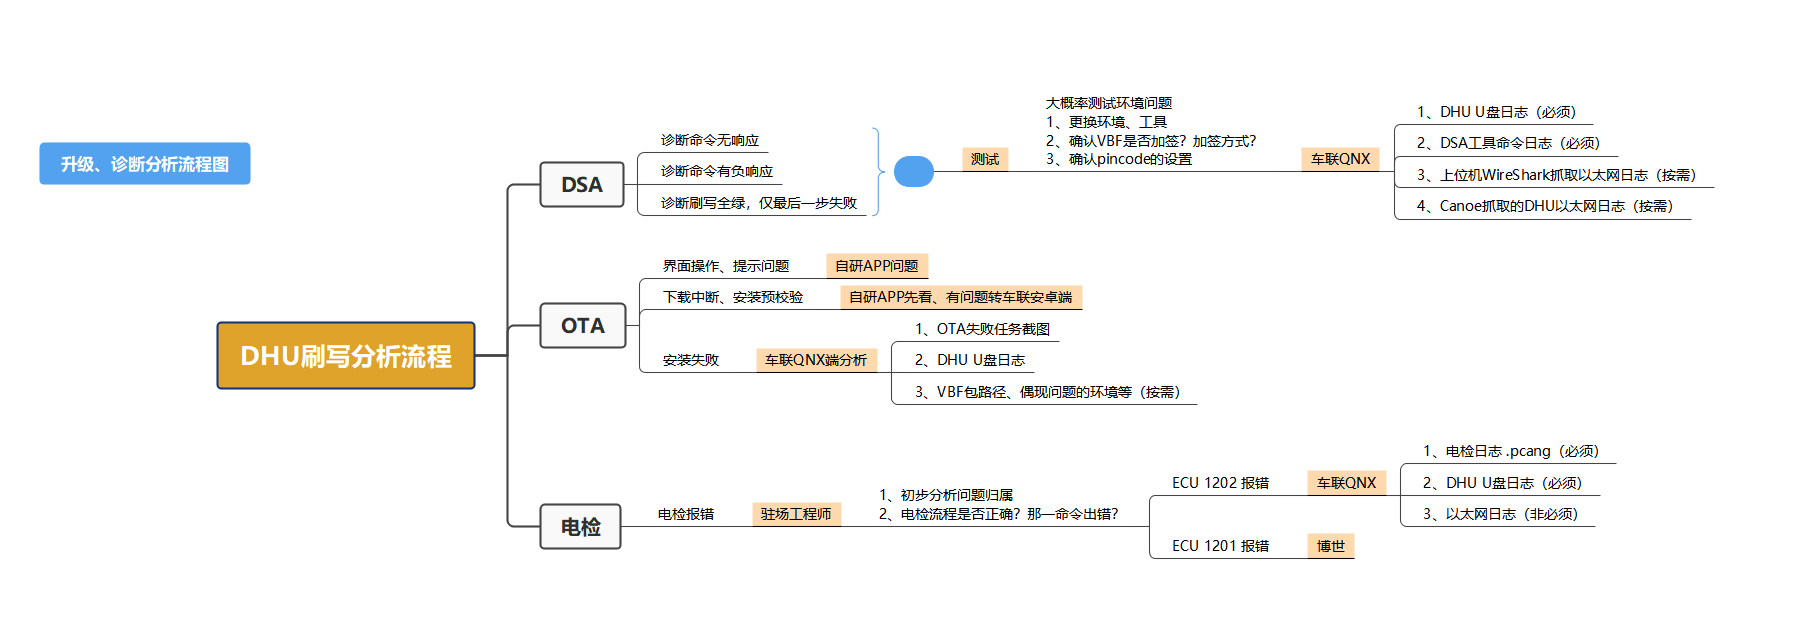 升级、诊断分析流程图
DHU刷写分析流程
DSA
诊断命令无响应
诊断命令有负响应
诊断刷写全绿，仅最后一步失败
测试
大概率测试环境问题
1、更换环境、工具
2、确认VBF是否加签？加签方式？
3、确认pincode的设置
车联QNX
1、DHU U盘日志（必须）
2、DSA工具命令日志（必须）
3、上位机WireShark抓取以太网日志（按需）
4、Canoe抓取的DHU以太网日志（按需）
OTA
界面操作、提示问题
自研APP问题
下载中断、安装预校验
自研APP先看、有问题转车联安卓端
安装失败
车联QNX端分析
1、OTA失败任务截图
2、DHU U盘日志
3、VBF包路径、偶现问题的环境等（按需）
电检
电检报错
驻场工程师
1、初步分析问题归属
2、电检流程是否正确？那一命令出错？
ECU 1202 报错
车联QNX
1、电检日志 .pcang（必须）
2、DHU U盘日志（必须）
3、以太网日志（非必须）
ECU 1201 报错
博世